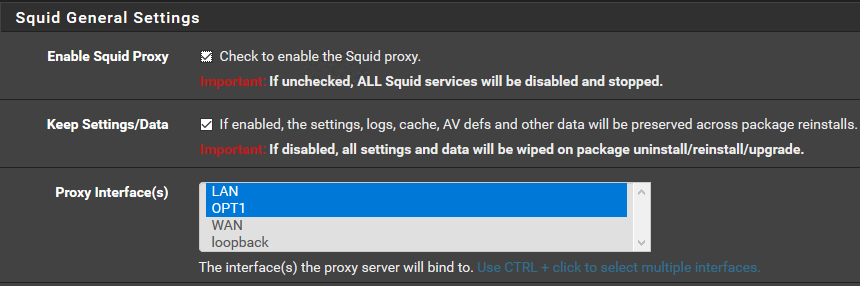 Squid General Settings
Enable Squid Proxy Check to enable the Squid proxy.
Important: If unchecked, ALL Squid services will be disabled and stopped.
Keep Settings/Data If enabled, the settings, logs, cache, AV defs and other data will be preserved across package reinstalls.
Important: If disabled, all settings and data will be wiped on package uninstall/reinstall/upgrade.
Proxy Interface(s) LAN
OPT1
WAN
loopback
The interface(s) the proxy server will bind to. Use CTRL + click to select multiple interfaces.